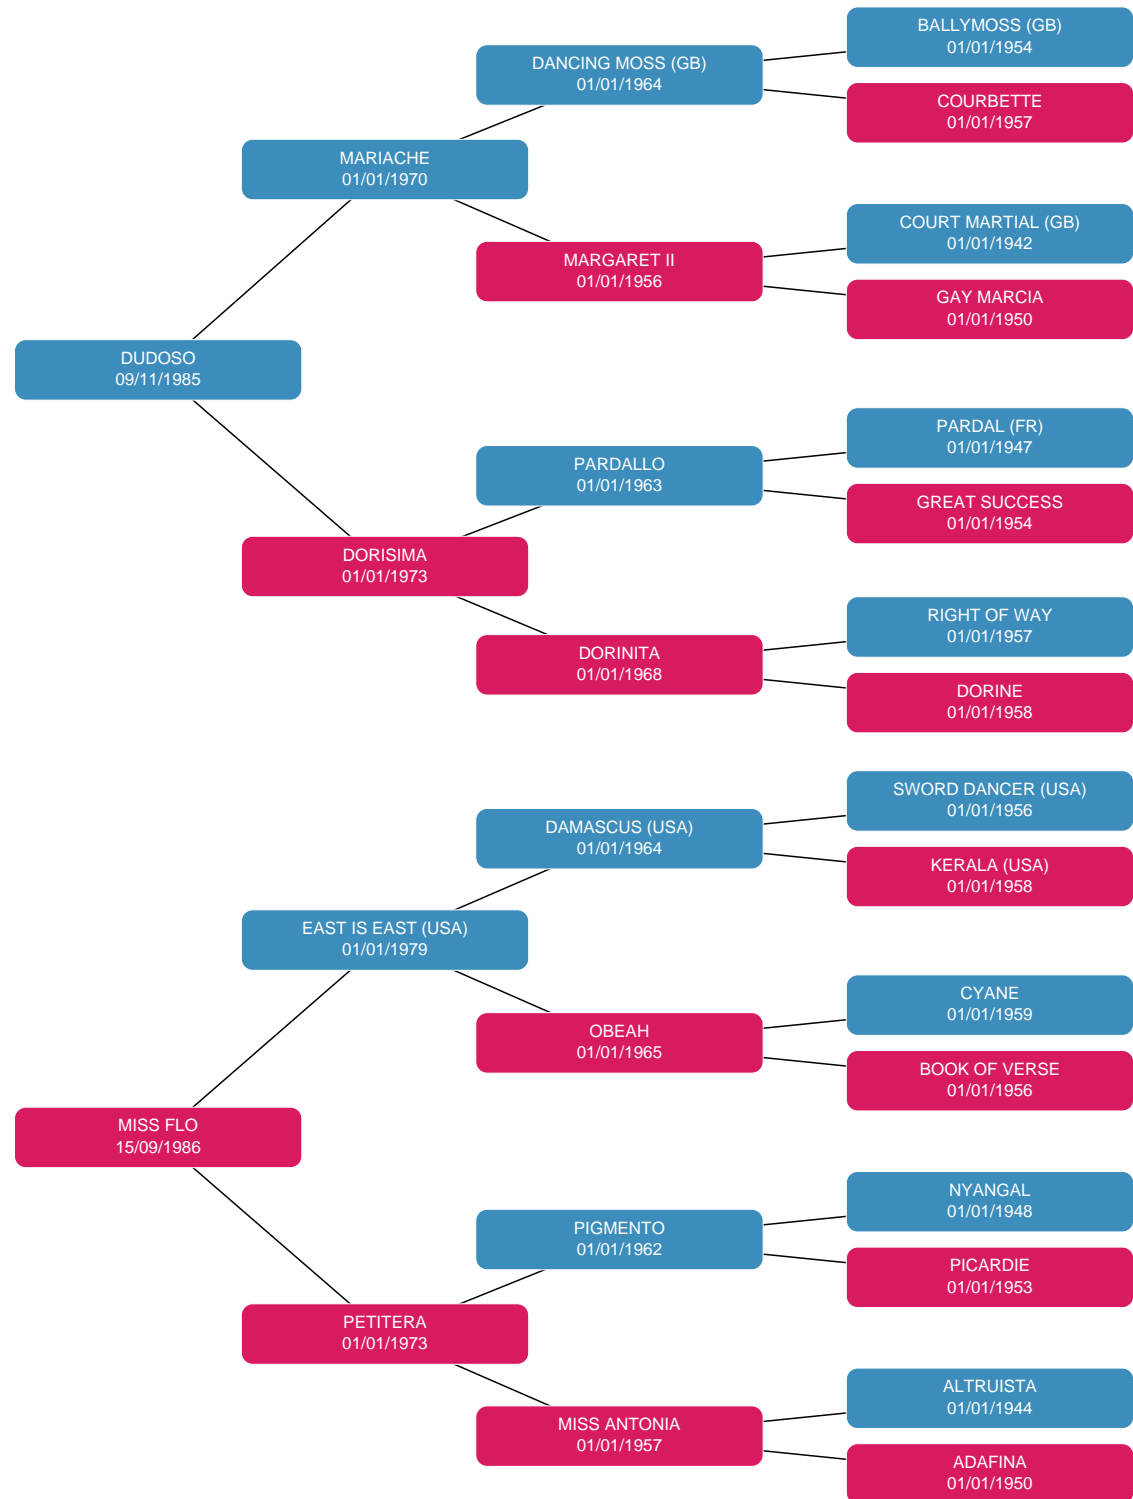 BALLYMOSS (GB)
01/01/1954
DANCING MOSS (GB)
01/01/1964
COURBETTE
01/01/1957
MARIACHE
01/01/1970
COURT MARTIAL (GB)
01/01/1942
MARGARET II
01/01/1956
GAY MARCIA
01/01/1950
DUDOSO
09/11/1985
PARDAL (FR)
01/01/1947
PARDALLO
01/01/1963
GREAT SUCCESS
01/01/1954
DORISIMA
01/01/1973
RIGHT OF WAY
01/01/1957
DORINITA
01/01/1968
DORINE
01/01/1958
SWORD DANCER (USA)
01/01/1956
DAMASCUS (USA)
01/01/1964
KERALA (USA)
01/01/1958
EAST IS EAST (USA)
01/01/1979
CYANE
01/01/1959
OBEAH
01/01/1965
BOOK OF VERSE
01/01/1956
MISS FLO
15/09/1986
NYANGAL
01/01/1948
PIGMENTO
01/01/1962
PICARDIE
01/01/1953
PETITERA
01/01/1973
ALTRUISTA
01/01/1944
MISS ANTONIA
01/01/1957
ADAFINA
01/01/1950